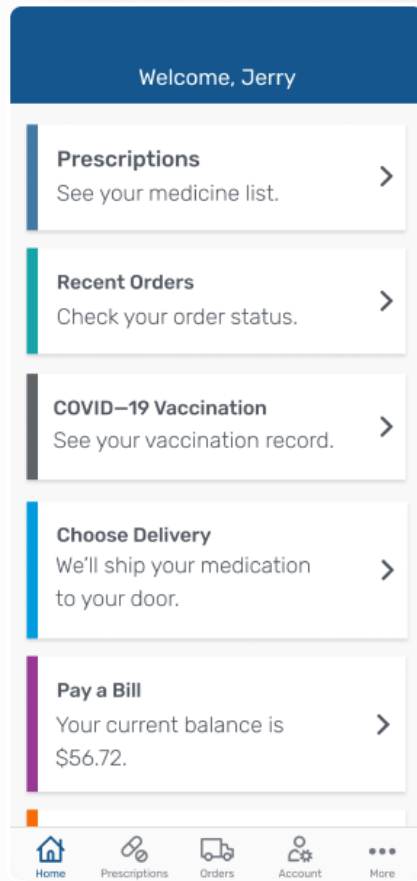 Welcome, Jerry
Prescriptions
See your medicine list.
Recent Orders
Check your order status.
COVID–19 Vaccination
See your vaccination record.
Choose Delivery
We'll ship your medication
to your door.
Pay a Bill
Your current balance is
$56.72.
Home Prescriptions Orders Account More